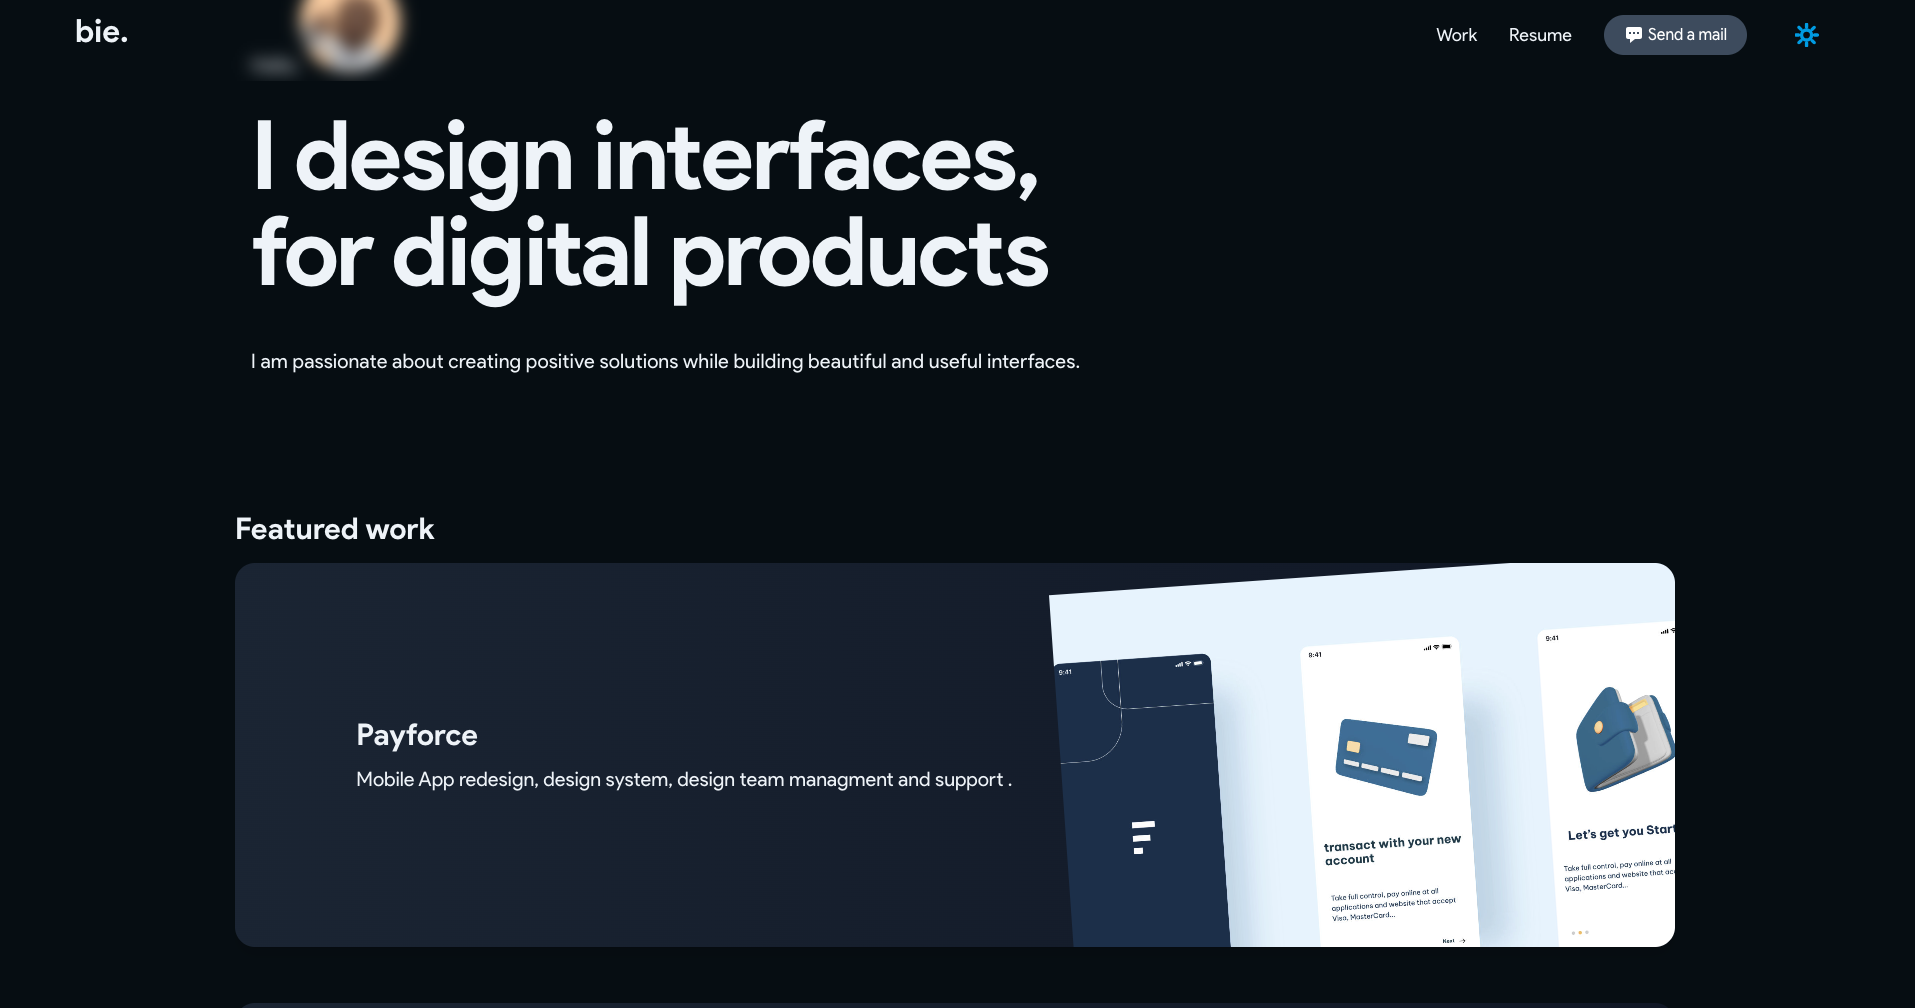 bie.
Work
Resume
Send a mail
I design interfaces,
for digital products
I am passionate about creating positive solutions while building beautiful and useful interfaces.
Featured work
Payforce
Mobile App redesign, design system, design team managment and support .
9:41
9:41
transact with your new
account
Take full control, pay online at all
applications and website that accept
Visa, MasterCard...
Next
9:41
Let's get you Start
Take full control, pay online at all
applications and website that acc
Visa, MasterCard...